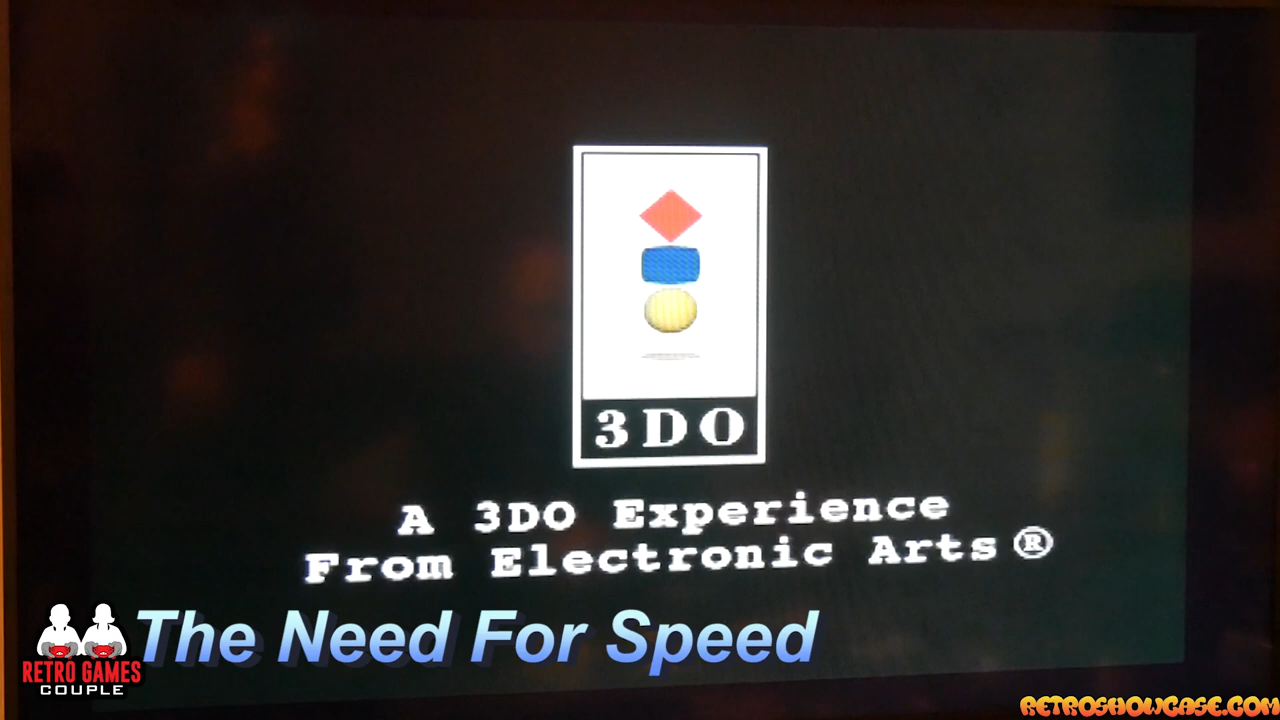 3DO
A 3DO Experience
From Electronic Arts®
The Need For Speed
RETRO GAMES
COUPLE
RETROSHOWCASE.COM